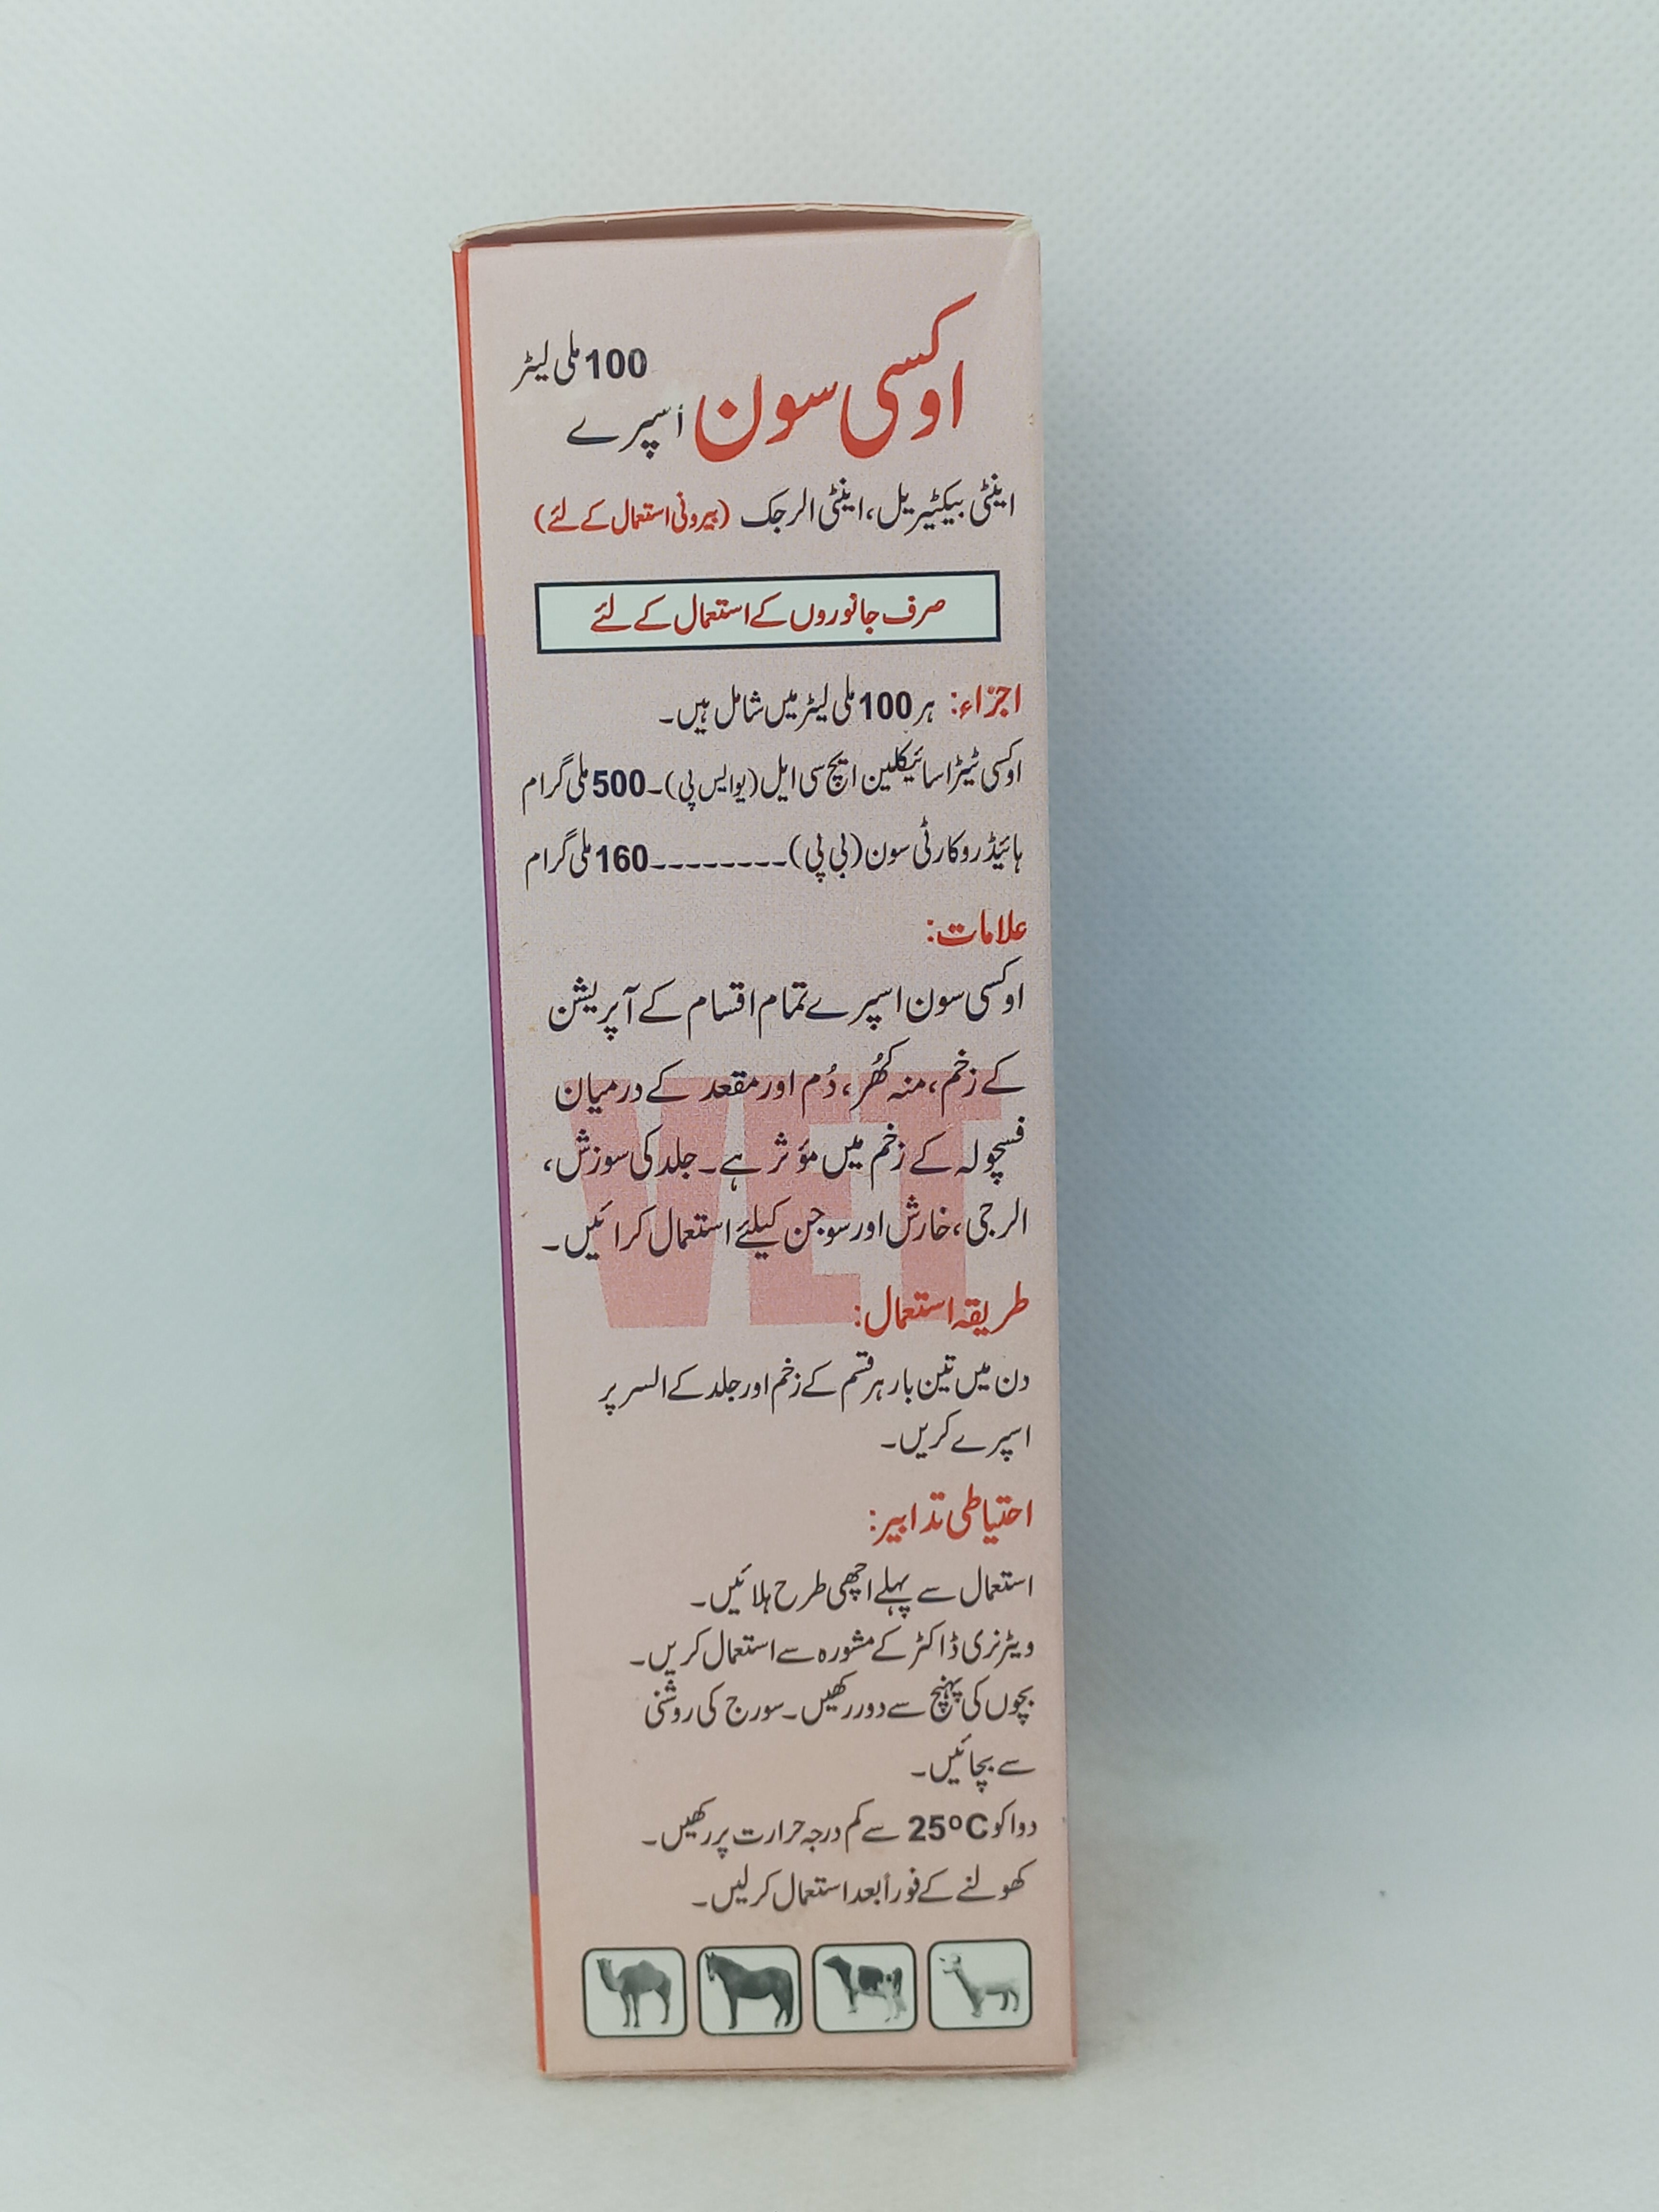 100 ملی لیٹر
اوکسی سون اسپرے
اینٹی بیکٹیریل، اینٹی الرجک (بیرونی استعمال کے لئے)
صرف جانوروں کے استعمال کے لئے
اجزاء: ہر 100 ملی لیٹر میں شامل ہیں۔
اوکسی ٹیڑا سائیکلین ایچ سی ایل (یو ایس پی)۔500 ملی گرام
ہائیڈروکارٹی سون (بی پی)--------160 ملی گرام
علامات:
اوکسی سون اسپرے تمام اقسام کے آپریشن
کے زخم، منہ کھُر، دُم اور مقعد کے درمیان
فسچولہ کے زخم میں مؤثر ہے۔ جلد کی سوزش،
الرجی، خارش اور سوجن کیلئے استعمال کرائیں۔
VET
طریقہ استعمال:
دن میں تین بار ہر قسم کے زخم اور جلد کے السر پر
اسپرے کریں۔
احتیاطی تدابیر:
استعمال سے پہلے اچھی طرح ہلائیں۔
ویٹرنری ڈاکٹر کے مشورہ سے استعمال کریں۔
بچوں کی پہنچ سے دور رکھیں۔ سورج کی روشنی
سے بچائیں۔
دوا کو 25ºC سے کم درجہ حرارت پر رکھیں۔
کھولنے کے فوراً بعد استعمال کرلیں۔